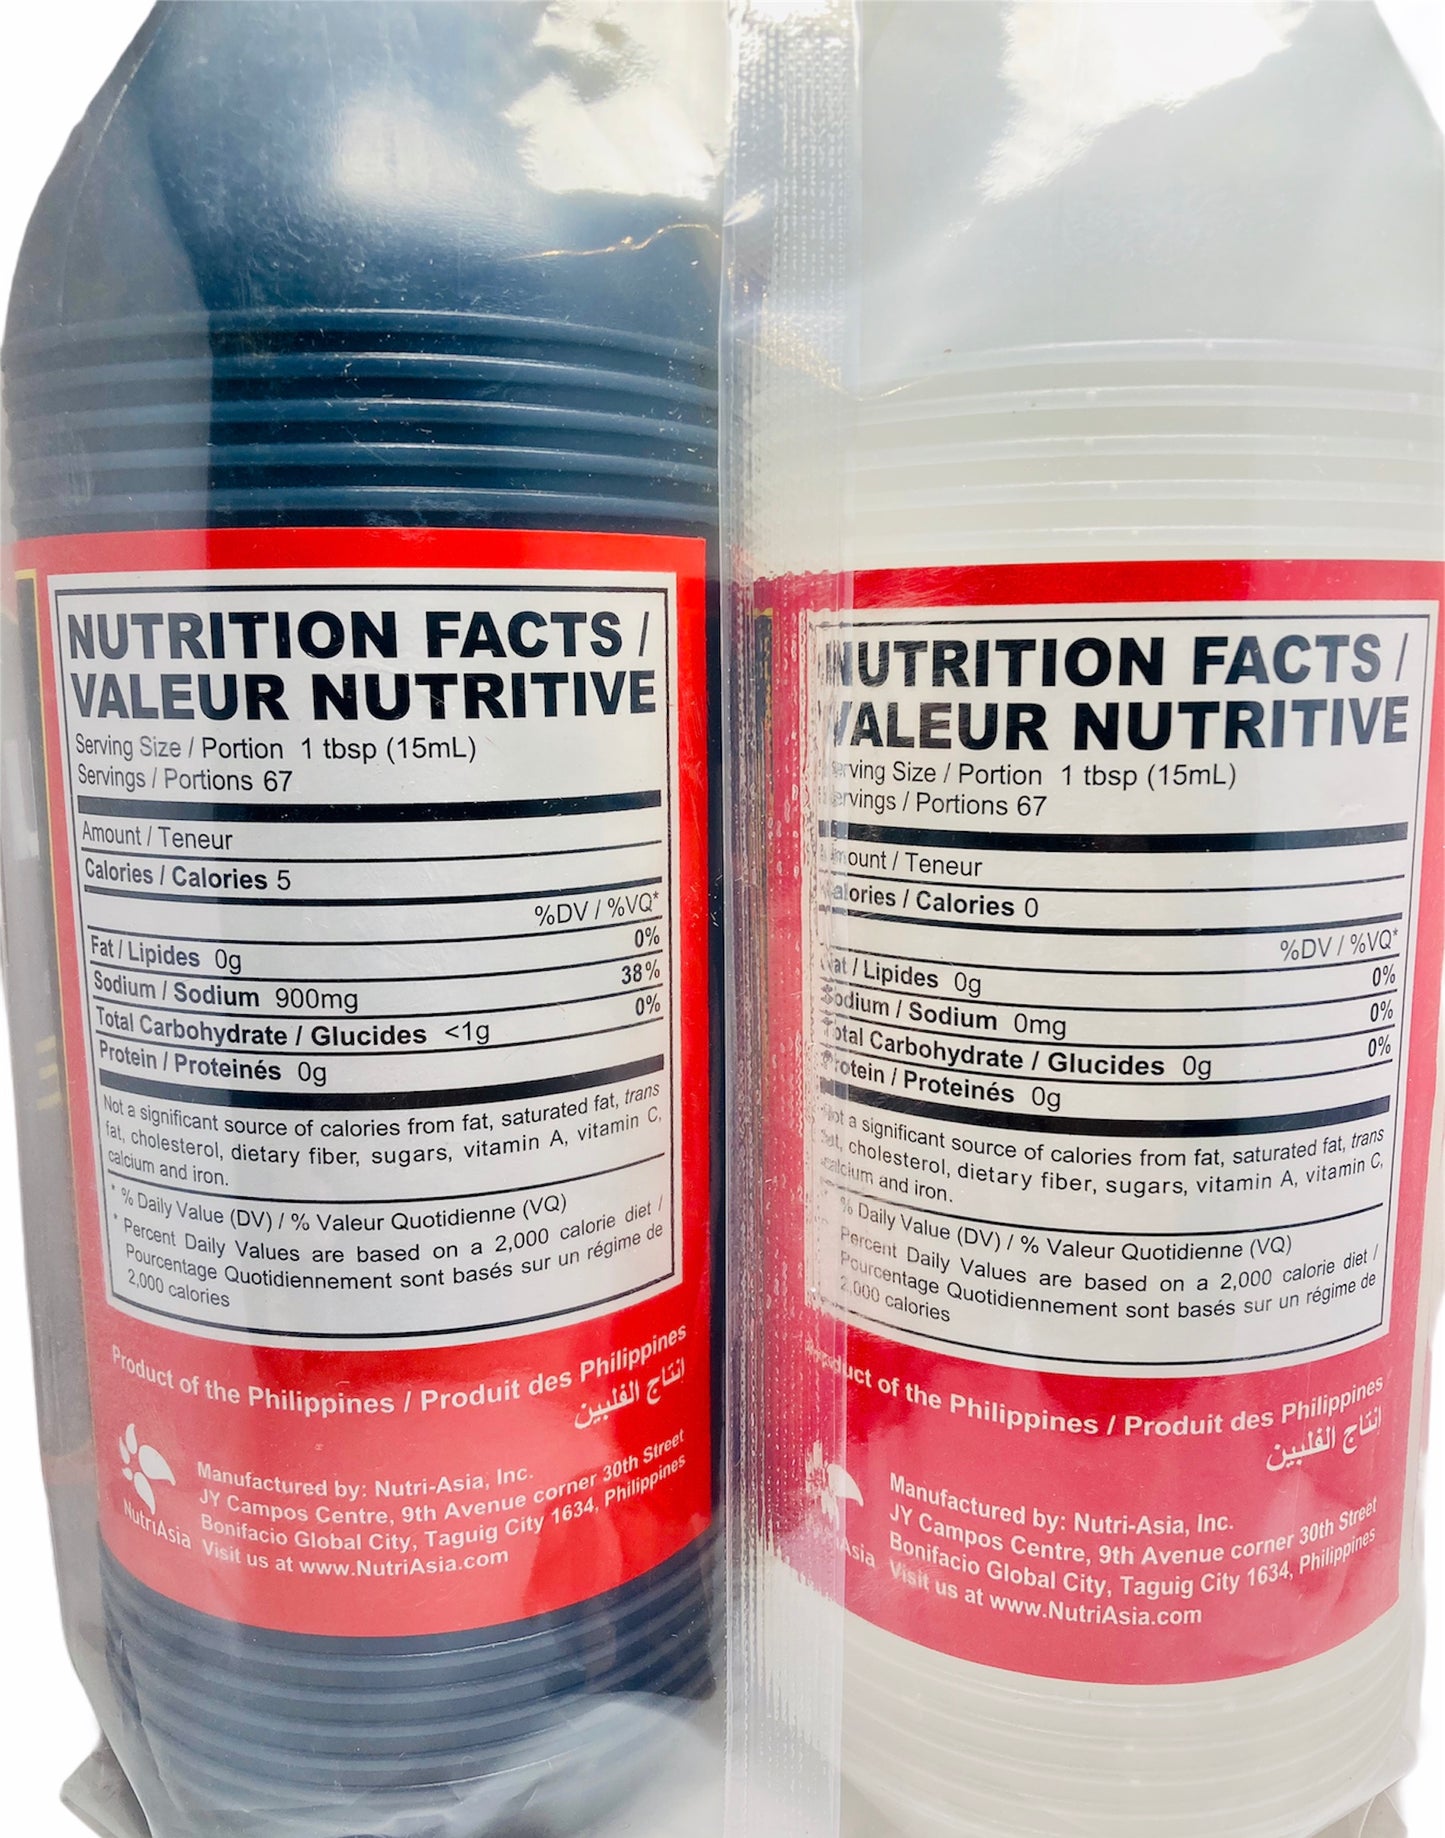 NUTRITION FACTS /
VALEUR NUTRITIVE
Serving Size / Portion 1 tbsp (15mL)
Servings / Portions 67
Amount / Teneur
Calories / Calories 5
%DV / %VQ*
Fat / Lipides 0g 0%
Sodium / Sodium 900mg 38%
Total Carbohydrate / Glucides <1g 0%
Protein / Proteinés 0g
Not a significant source of calories from fat, saturated fat, trans
fat, cholesterol, dietary fiber, sugars, vitamin A, vitamin C,
calcium and iron.
* % Daily Value (DV) / % Valeur Quotidienne (VQ)
* Percent Daily Values are based on a 2,000 calorie diet /
Pourcentage Quotidiennement sont basés sur un régime de
2,000 calories
Product of the Philippines / Produit des Philippines
انتاج الفلبين
NutriAsia
Manufactured by: Nutri-Asia, Inc.
JY Campos Centre, 9th Avenue corner 30th Street
Bonifacio Global City, Taguig City 1634, Philippines
Visit us at www.NutriAsia.com
NUTRITION FACTS /
VALEUR NUTRITIVE
Serving Size / Portion 1 tbsp (15mL)
Servings / Portions 67
Amount / Teneur
Calories / Calories 0
%DV / %VQ*
Fat / Lipides 0g 0%
Sodium / Sodium 0mg 0%
Total Carbohydrate / Glucides 0g 0%
Protein / Proteinés 0g
Not a significant source of calories from fat, saturated fat, trans
fat, cholesterol, dietary fiber, sugars, vitamin A, vitamin C,
calcium and iron.
* % Daily Value (DV) / % Valeur Quotidienne (VQ)
Percent Daily Values are based on a 2,000 calorie diet /
Pourcentage Quotidiennement sont basés sur un régime de
2,000 calories
Product of the Philippines / Produit des Philippines
انتاج الفلبين
Asia
Manufactured by: Nutri-Asia, Inc.
JY Campos Centre, 9th Avenue corner 30th Street
Bonifacio Global City, Taguig City 1634, Philippines
Visit us at www.NutriAsia.com